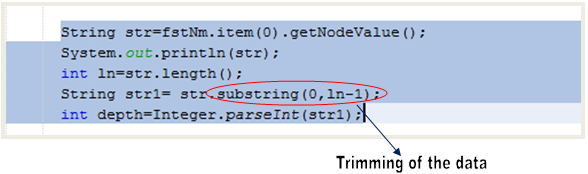 String str=fstNm.item(0).getNodeValue();
System.out.println(str);
int ln=str.length();
String str1= str.substring(0,ln-1);
int depth=Integer.parseInt(str1);
Trimming of the data